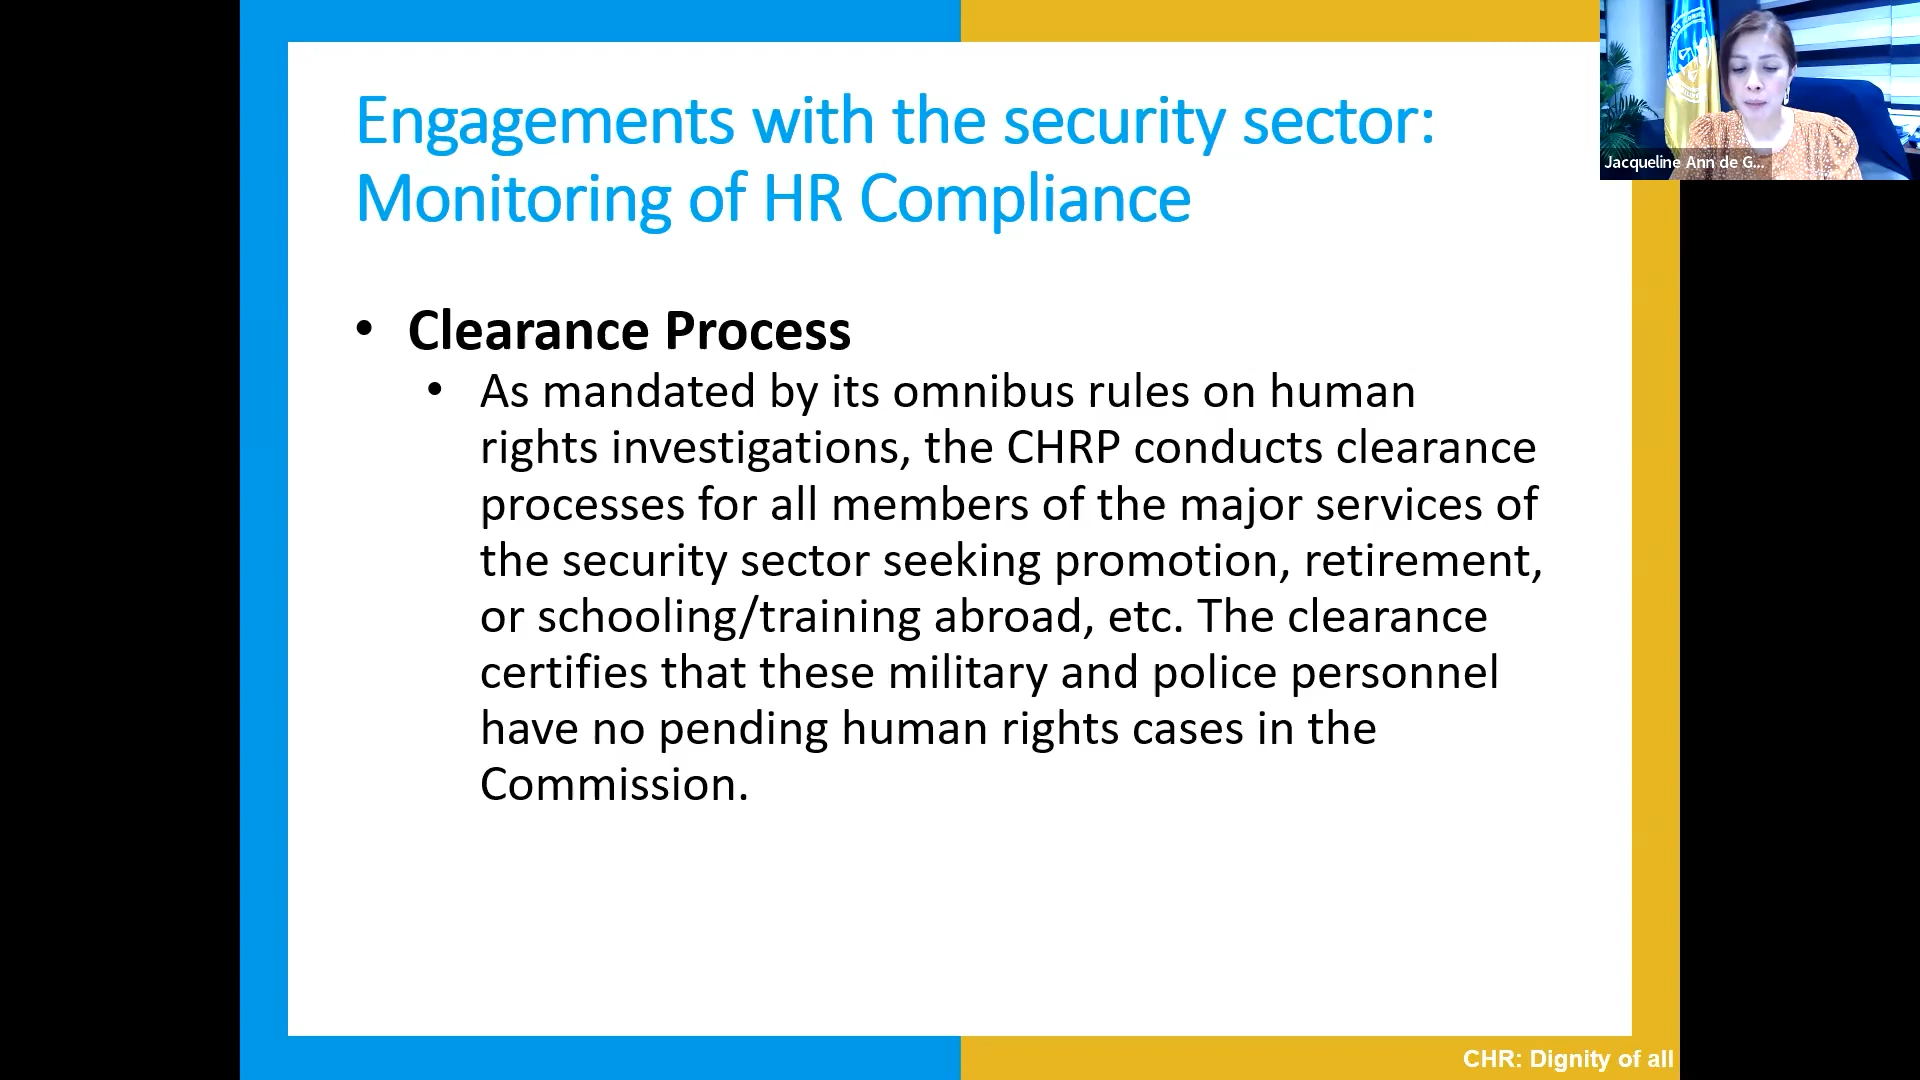 Engagements with the security sector:
Monitoring of HR Compliance
Jacqueline Ann de G...
• Clearance Process
• As mandated by its omnibus rules on human
rights investigations, the CHRP conducts clearance
processes for all members of the major services of
the security sector seeking promotion, retirement,
or schooling/training abroad, etc. The clearance
certifies that these military and police personnel
have no pending human rights cases in the
Commission.
CHR: Dignity of all